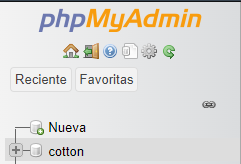 phpMyAdmin
Reciente Favoritas
Nueva
cotton